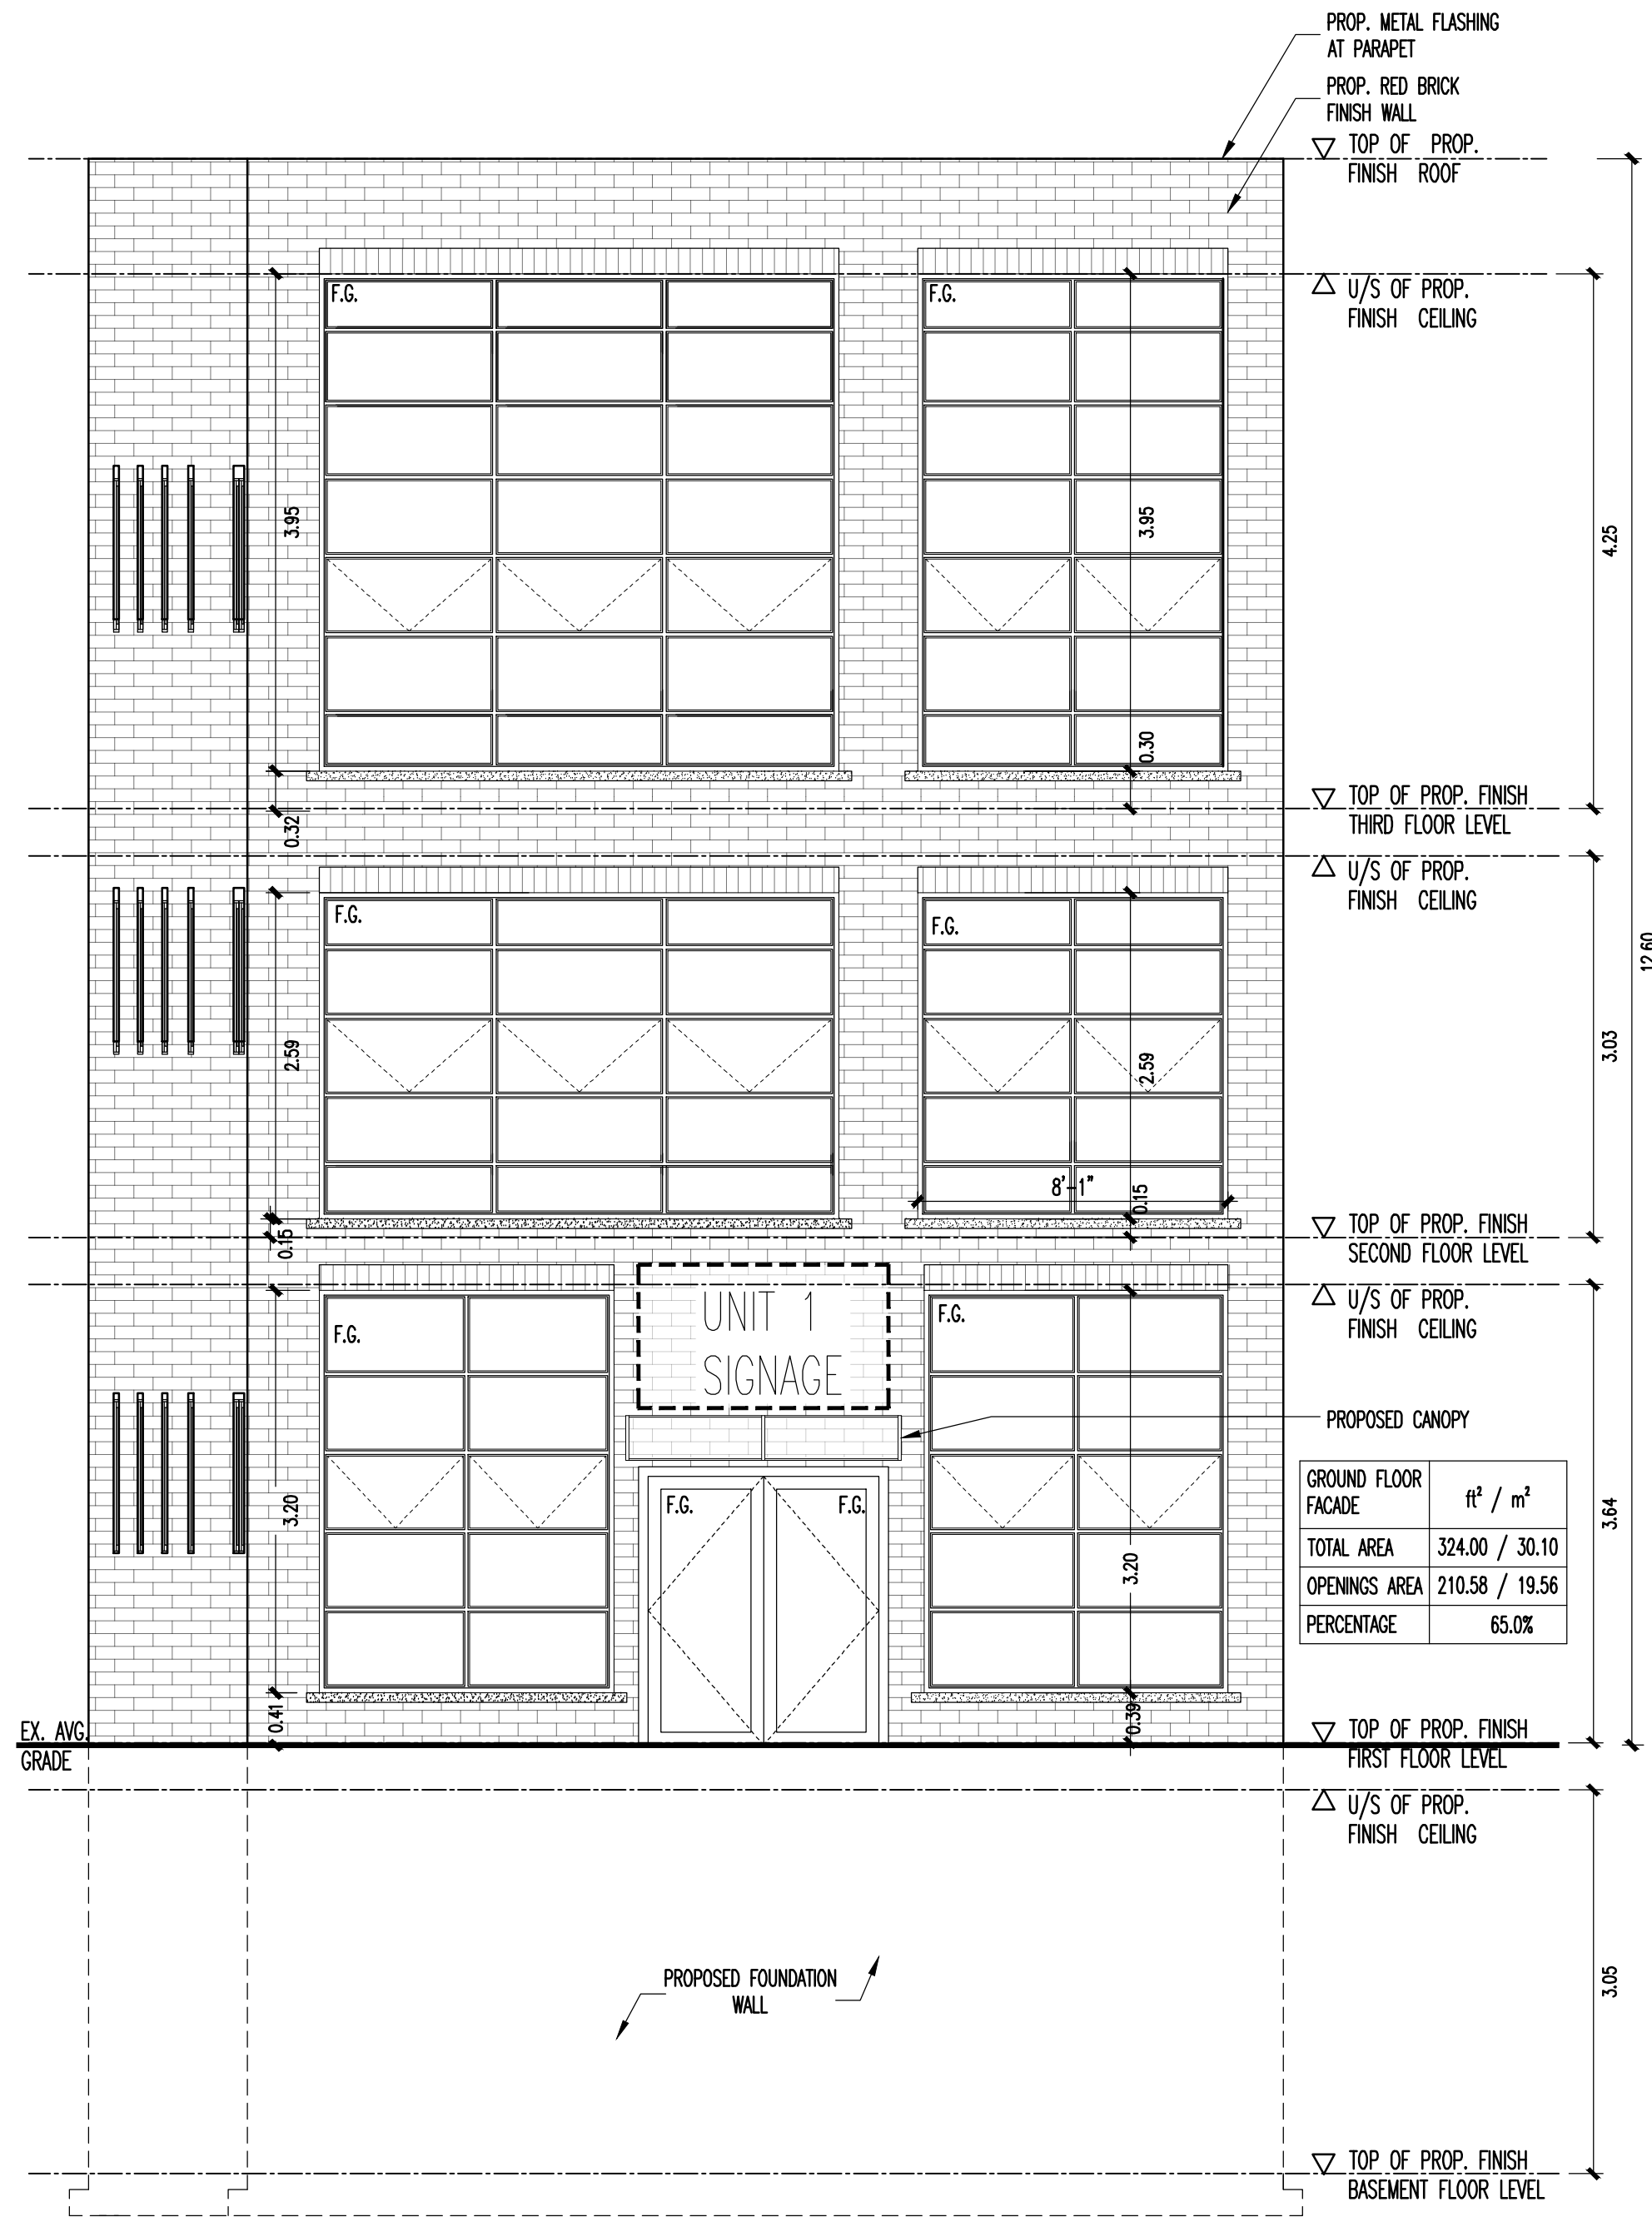 PROP. METAL FLASHING
AT PARAPET
PROP. RED BRICK
FINISH WALL
TOP OF PROP.
FINISH ROOF
F.G.
F.G.
U/S OF PROP.
FINISH CEILING
3.95
3.95
4.25
0.30
TOP OF PROP. FINISH
THIRD FLOOR LEVEL
0.32
U/S OF PROP.
FINISH CEILING
F.G.
F.G.
12.60
2.59
2.59
3.03
8'-1"
0.15
0.15
TOP OF PROP. FINISH
SECOND FLOOR LEVEL
U/S OF PROP.
FINISH CEILING
F.G.
UNIT 1
SIGNAGE
F.G.
PROPOSED CANOPY
GROUND FLOOR
FACADE
ft² / m²
TOTAL AREA 324.00 / 30.10
OPENINGS AREA 210.58 / 19.56
PERCENTAGE 65.0%
F.G.
F.G.
3.20
3.20
3.64
0.41
0.39
EX. AVG.
GRADE
TOP OF PROP. FINISH
FIRST FLOOR LEVEL
U/S OF PROP.
FINISH CEILING
PROPOSED FOUNDATION
WALL
3.05
TOP OF PROP. FINISH
BASEMENT FLOOR LEVEL